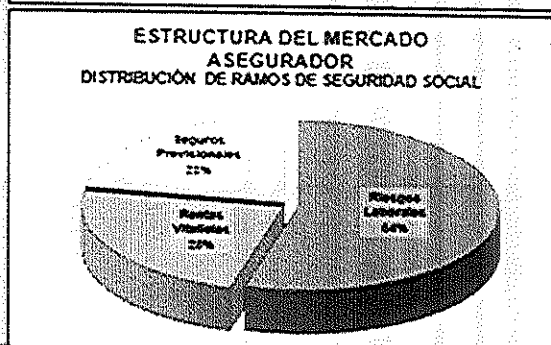 ESTRUCTURA DEL MERCADO
ASEGURADOR
DISTRIBUCIÓN DE RAMOS DE SEGURIDAD SOCIAL
Seguros
Previsionales
Riesgos
Laborales
Rentas
Vitalicias